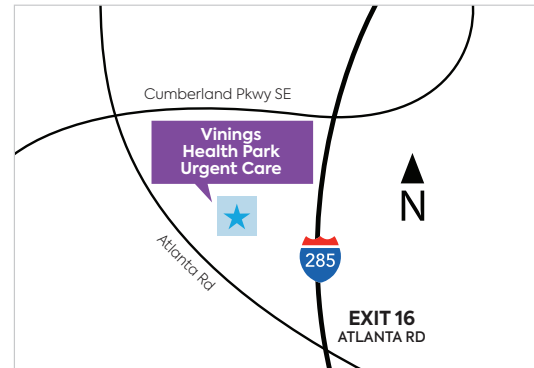 Cumberland Pkwy SE
Vinings
Health Park
Urgent Care
N
Atlanta Rd
285
EXIT 16
ATLANTA RD